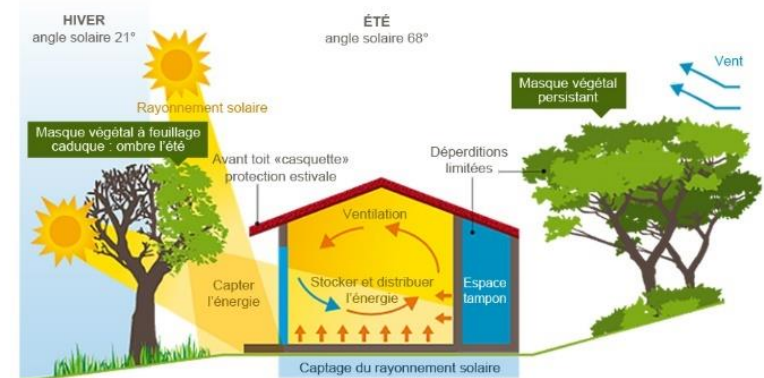 HIVER
angle solaire 21°
ÉTÉ
angle solaire 68°
Vent
Masque végétal
persistant
Rayonnement solaire
Masque végétal à feuillage
caduque : ombre l'été
Avant toit «casquette»
protection estivale
Déperditions
limitées
Ventilation
Capter
l'énergie
Stocker et distribuer
l'énergie
Espace
tampon
Captage du rayonnement solaire